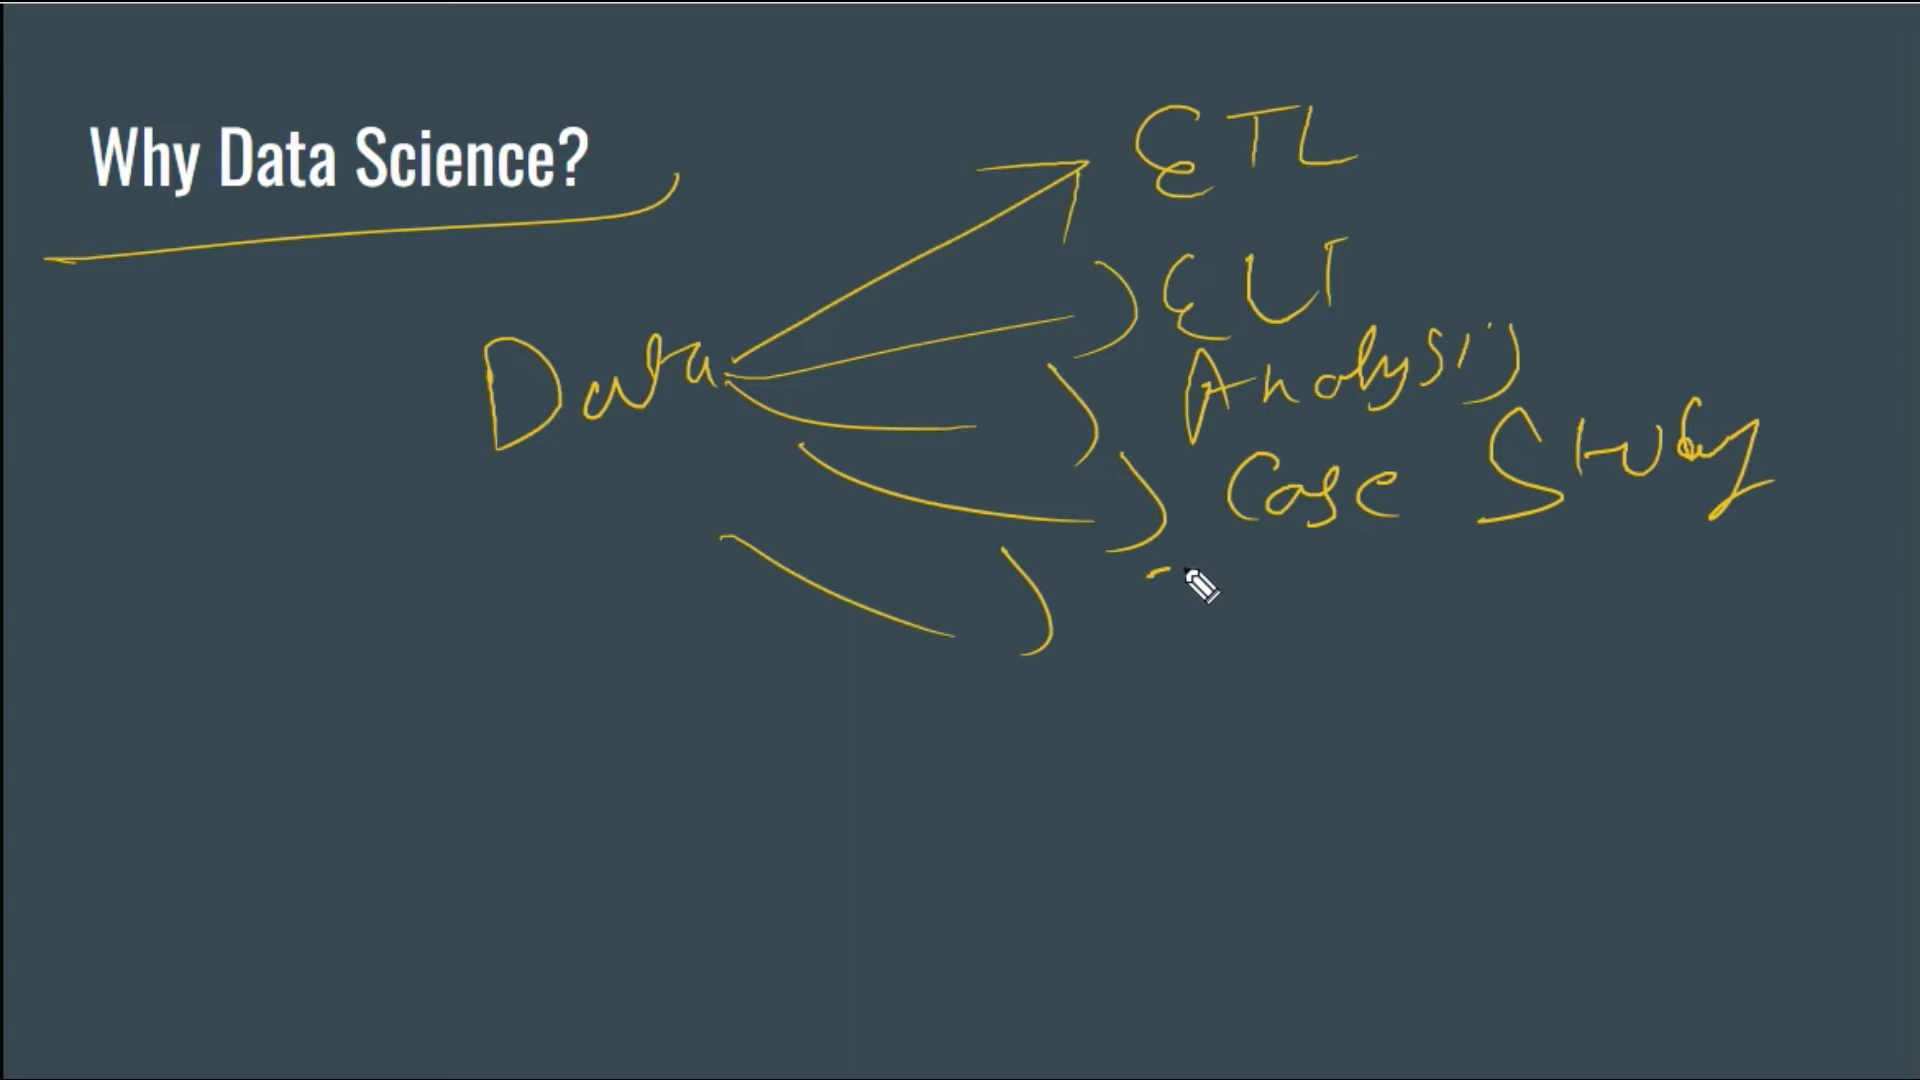 Why Data Science?
ETL
ELT
Data
Analysis
Case Study